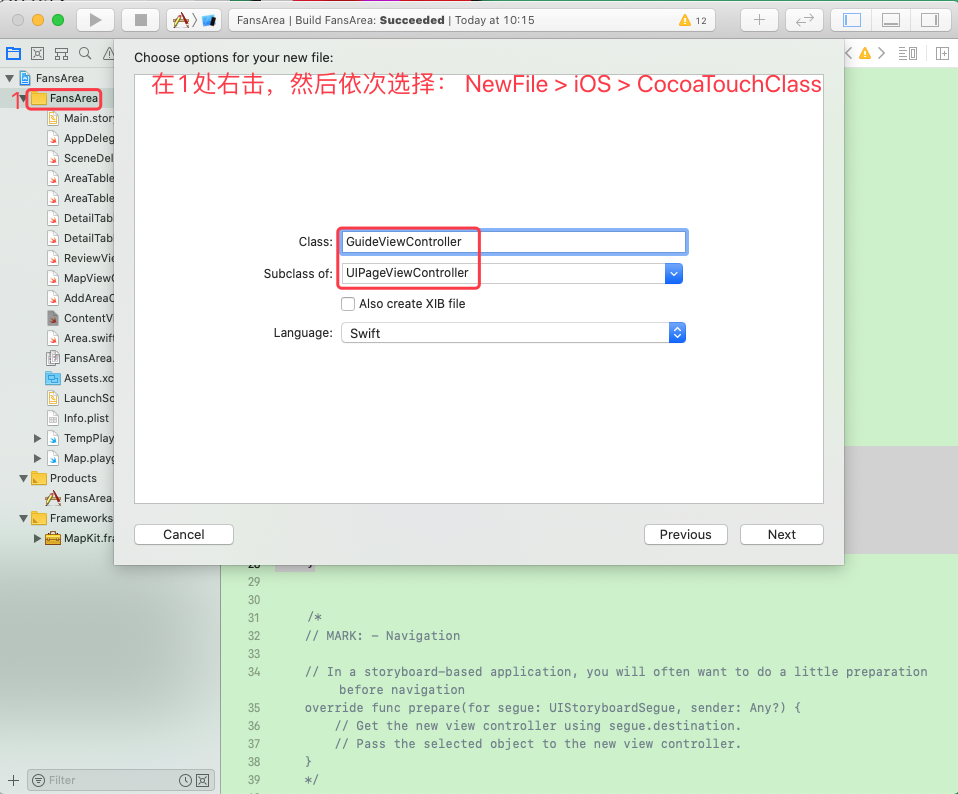 FansArea | Build FansArea: Succeeded | Today at 10:15
12
Choose options for your new file:
在1处右击，然后依次选择： NewFile > iOS > CocoaTouchClass
FansArea
1
FansArea
Main.story
AppDeleg
SceneDel
AreaTable
AreaTable
DetailTab
DetailTab
ReviewVie
MapViewC
AddAreaC
ContentV
Area.swift
FansArea.
Assets.xc
LaunchSc
Info.plist
TempPlay
Map.playg
Products
FansArea.
Frameworks
MapKit.fra
Class: GuideViewController
Subclass of: UIPageViewController
Also create XIB file
Language: Swift
Cancel
Previous
Next
28 }
29
30
31 /*
32 // MARK: - Navigation
33
34 // In a storyboard-based application, you will often want to do a little preparation
before navigation
35 override func prepare(for segue: UIStoryboardSegue, sender: Any?) {
36 // Get the new view controller using segue.destination.
37 // Pass the selected object to the new view controller.
38 }
39 */
Filter